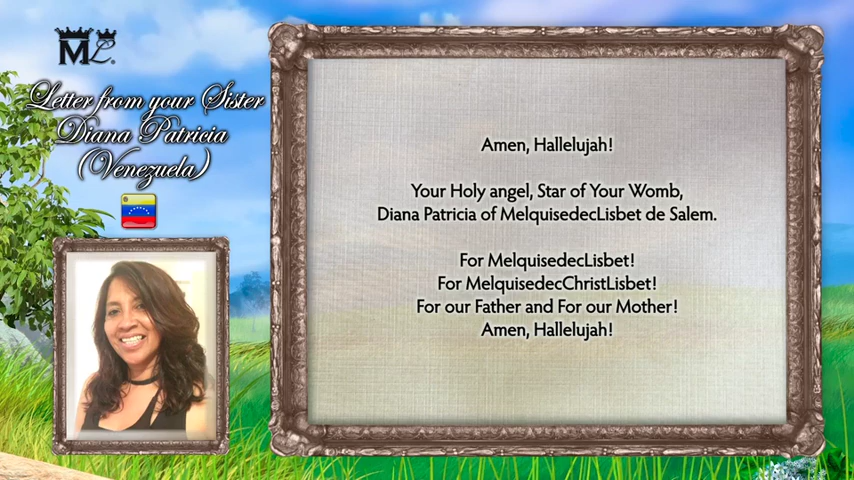 ML®
Letter from your Sister
Diana Patricia
(Venezuela)
Amen, Hallelujah!
Your Holy angel, Star of Your Womb,
Diana Patricia of MelquisedecLisbet de Salem.
For MelquisedecLisbet!
For MelquisedecChristLisbet!
For our Father and For our Mother!
Amen, Hallelujah!